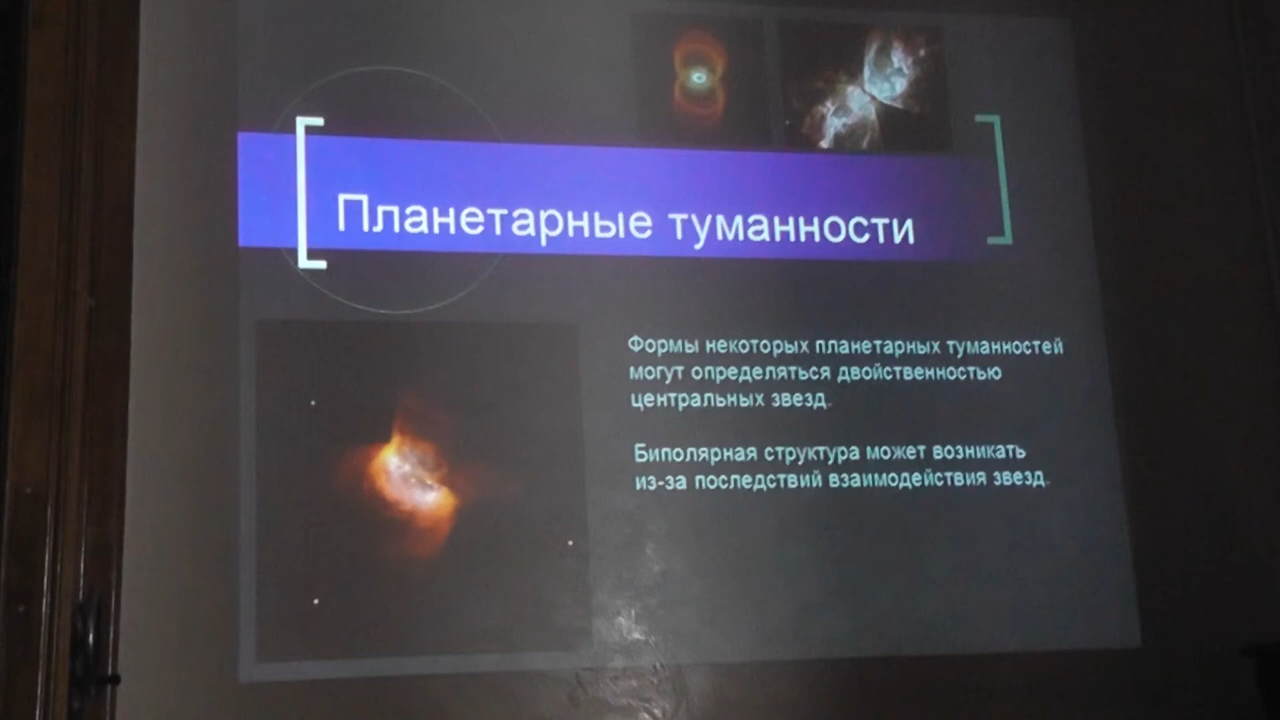 Планетарные туманности
Формы некоторых планетарных туманностей
могут определяться двойственностью
центральных звезд.
Биполярная структура может возникать
из-за последствий взаимодействия звезд.